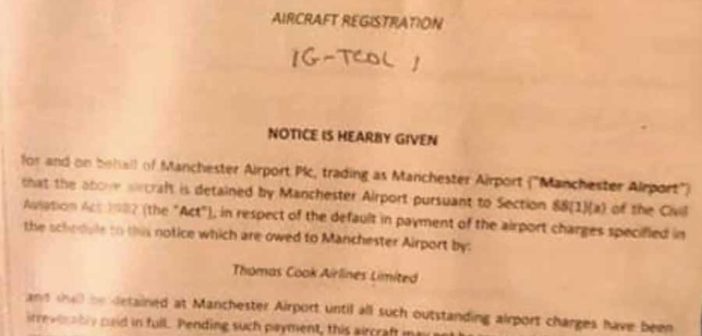 AIRCRAFT REGISTRATION
IG-TCDL I
NOTICE IS HEARBY GIVEN
for and on behalf of Manchester Airport Plc, trading as Manchester Airport ("Manchester Airport")
that the above aircraft is detained by Manchester Airport pursuant to Section 88(1)(a) of the Civil
Aviation Act 1982 (the "Act"), in respect of the default in payment of the airport charges specified in
the schedule to this notice which are owed to Manchester Airport by:
Thomas Cook Airlines Limited
and shall be detained at Manchester Airport until all such outstanding airport charges have been
irrevocably paid in full. Pending such payment, this aircraft may not be